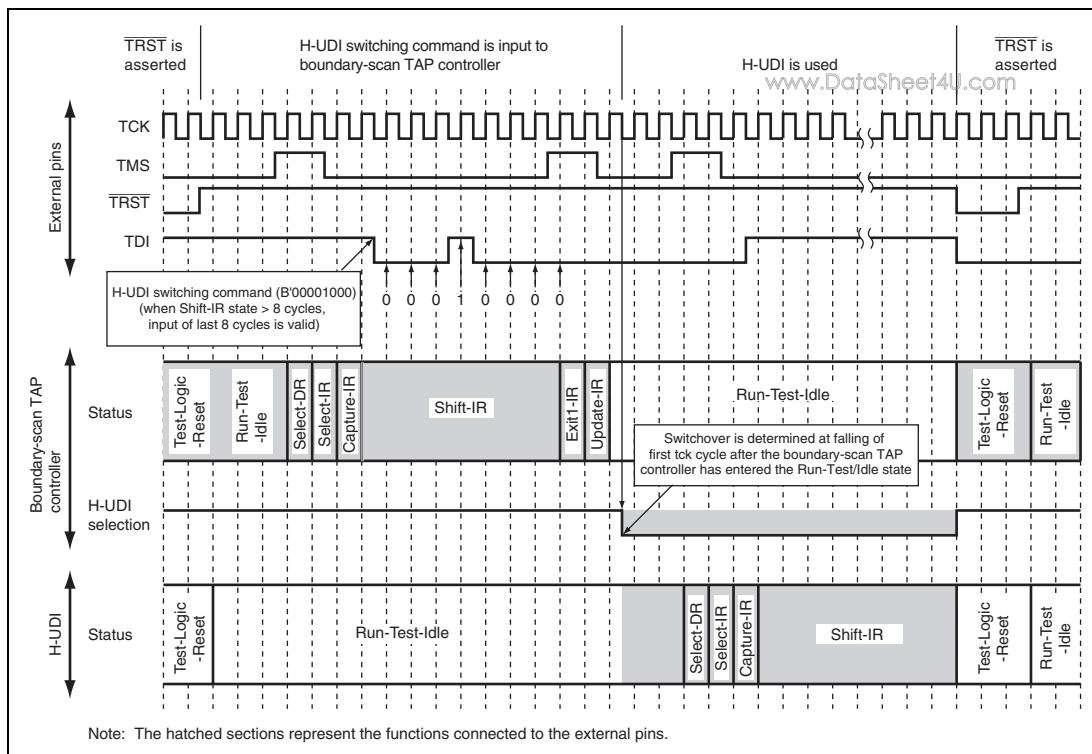 TRST is
asserted
H-UDI switching command is input to
boundary-scan TAP controller
H-UDI is used
TRST is
asserted
www.DataSheet4U.com
External pins
TCK
TMS
TRST
TDI
H-UDI switching command (B'00001000)
(when Shift-IR state > 8 cycles,
input of last 8 cycles is valid)
0 0 0 1 0 0 0 0
Boundary-scan TAP
controller
Status
Test-Logic
-Reset
Run-Test
-Idle
Select-DR
Select-IR
Capture-IR
Shift-IR
Exit1-IR
Update-IR
Run-Test-Idle
Test-Logic
-Reset
Run-Test
-Idle
Switchover is determined at falling of
first tck cycle after the boundary-scan TAP
controller has entered the Run-Test/Idle state
H-UDI
selection
H-UDI
Status
Test-Logic
-Reset
Run-Test-Idle
Select-DR
Select-IR
Capture-IR
Shift-IR
Test-Logic
-Reset
Run-Test
-Idle
Note: The hatched sections represent the functions connected to the external pins.